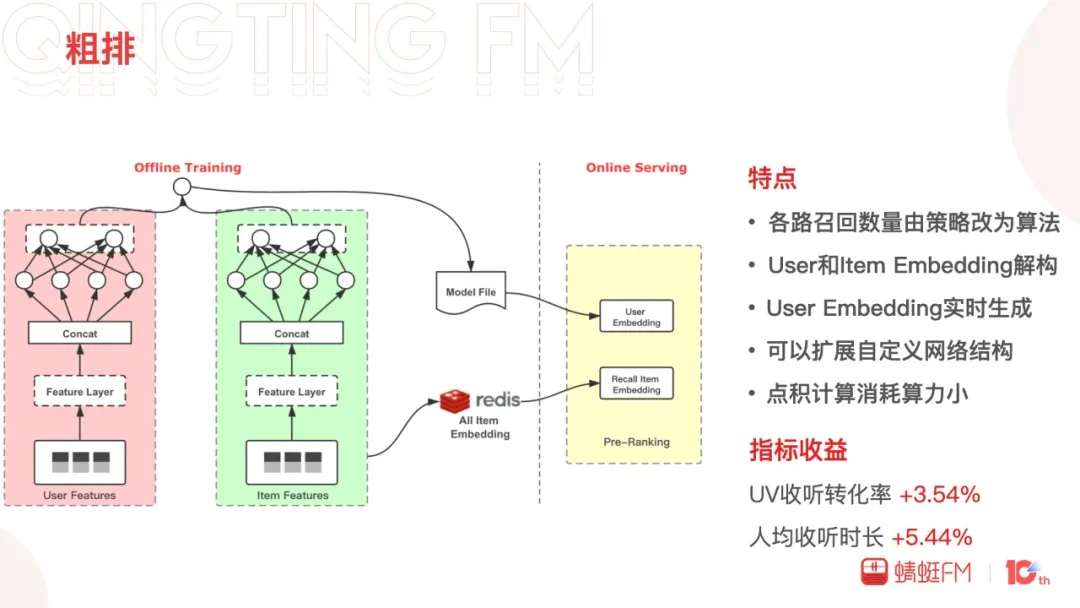 QINGTING FM
粗排
Offline Training
Concat
Feature Layer
User Features
Concat
Feature Layer
Item Features
Model File
redis
All Item
Embedding
Online Serving
User
Embedding
Recall Item
Embedding
Pre-Ranking
特点
• 各路召回数量由策略改为算法
• User和Item Embedding解构
• User Embedding实时生成
• 可以扩展自定义网络结构
• 点积计算消耗算力小
指标收益
UV收听转化率 +3.54%
人均收听时长 +5.44%
蜻蜓FM
10th